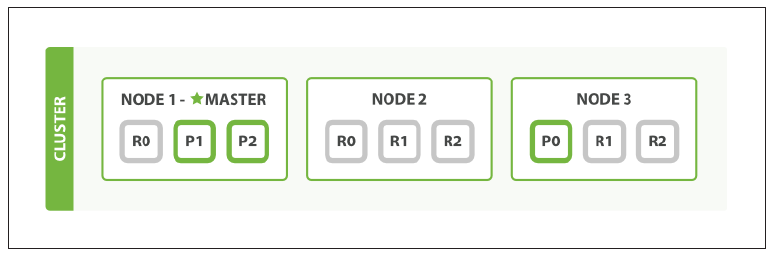 CLUSTER
NODE 1 - ★MASTER
R0 P1 P2
NODE 2
R0 R1 R2
NODE 3
P0 R1 R2